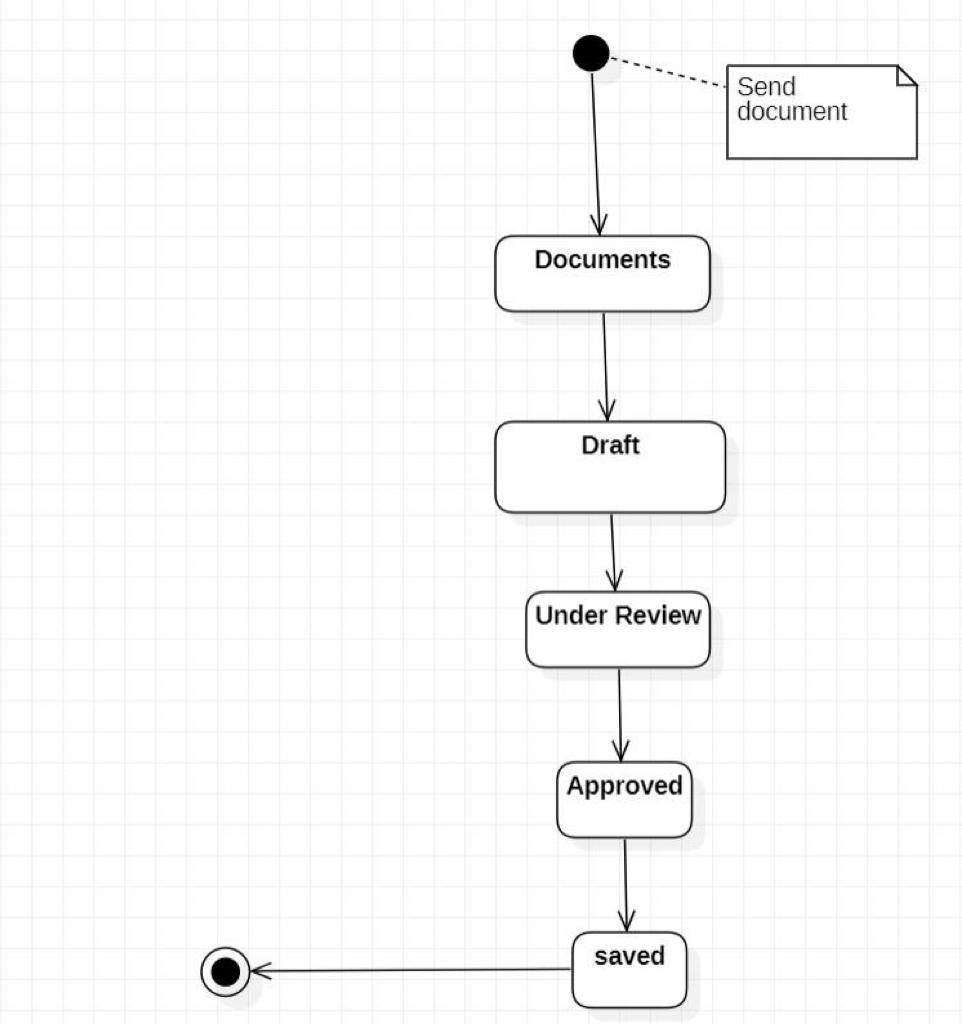 Send
document
Documents
Draft
Under Review
Approved
saved